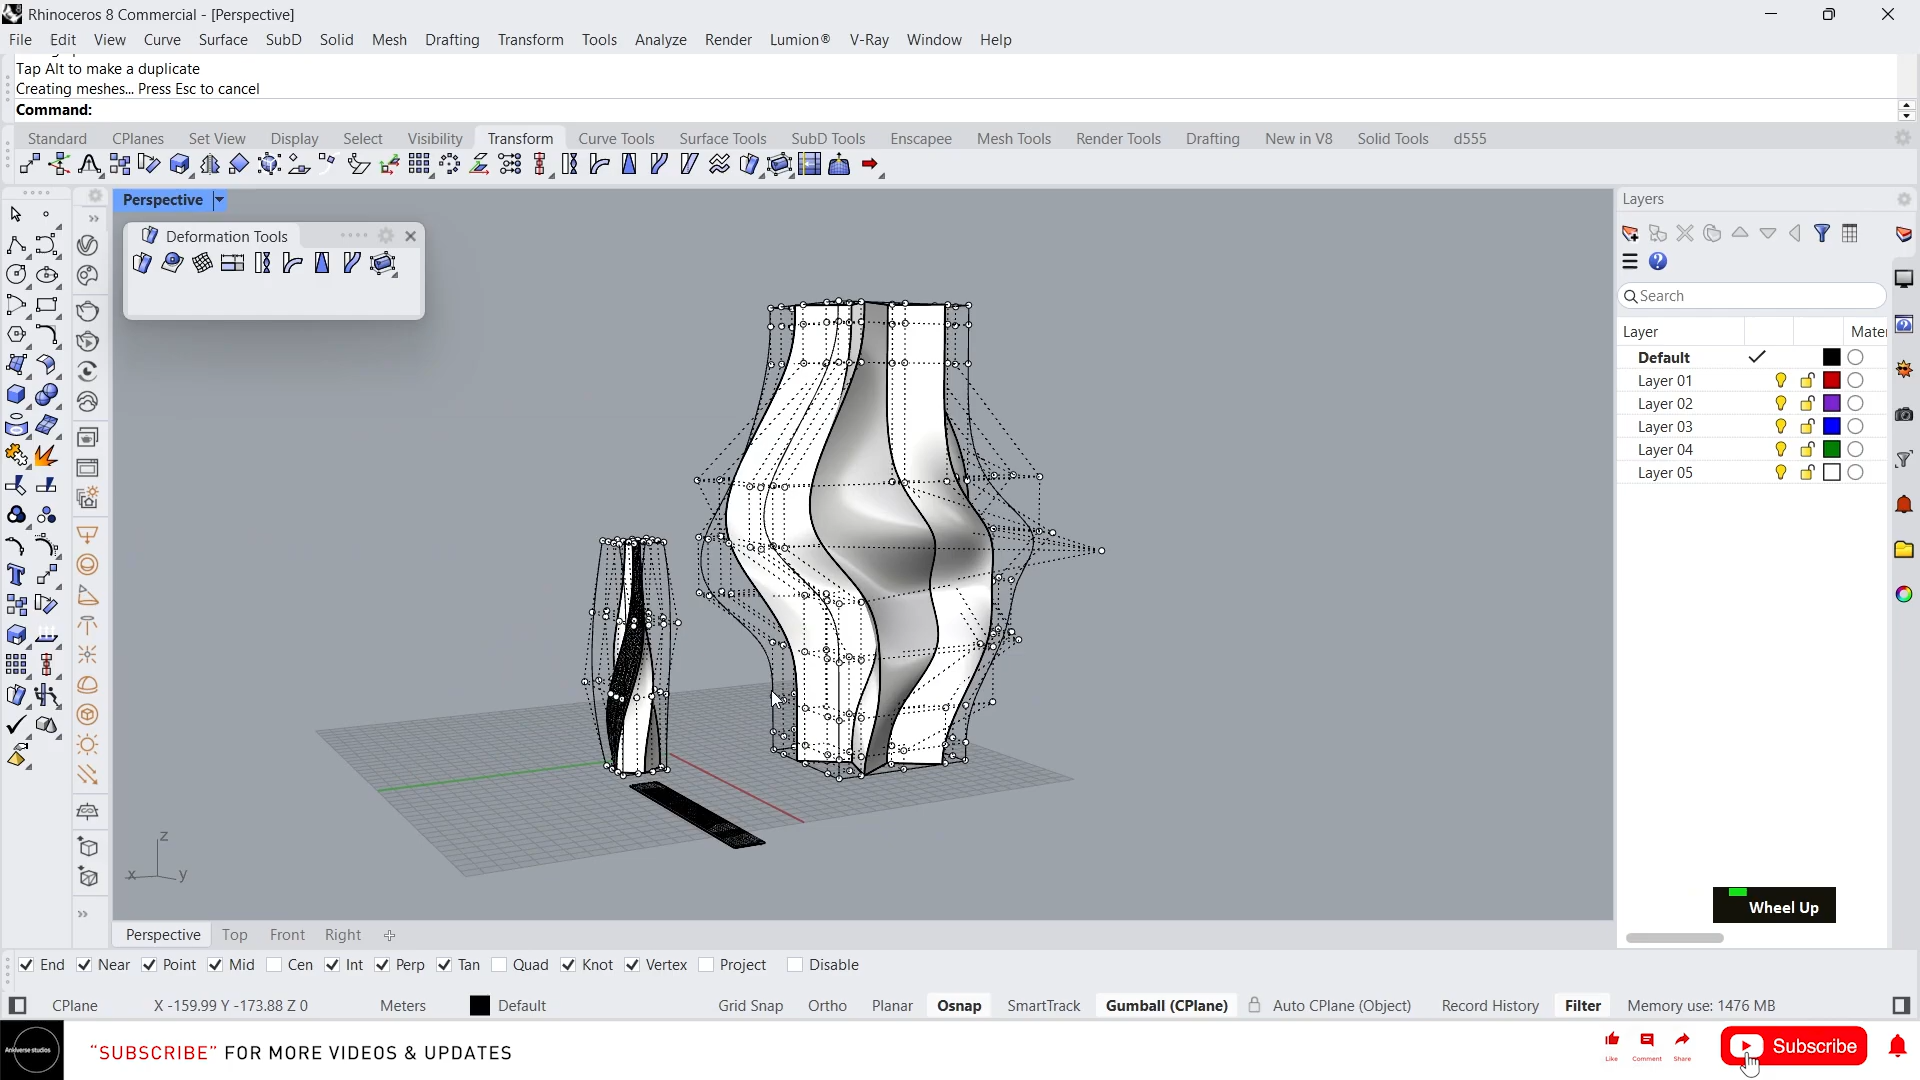 Rhinoceros 8 Commercial - [Perspective]
File Edit View Curve Surface SubD Solid Mesh Drafting Transform Tools Analyze Render Lumion® V-Ray Window Help
Tap Alt to make a duplicate
Creating meshes... Press Esc to cancel
Command:
Standard CPlanes Set View Display Select Visibility Transform Curve Tools Surface Tools SubD Tools Enscapee Mesh Tools Render Tools Drafting New in V8 Solid Tools d555
Perspective
Deformation Tools
Layers
Search
Layer Mater
Default
Layer 01
Layer 02
Layer 03
Layer 04
Layer 05
z
x y
Wheel Up
Perspective Top Front Right
End Near Point Mid Cen Int Perp Tan Quad Knot Vertex Project Disable
CPlane X -159.99 Y -173.88 Z 0 Meters Default Grid Snap Ortho Planar Osnap SmartTrack Gumball (CPlane) Auto CPlane (Object) Record History Filter Memory use: 1476 MB
"SUBSCRIBE" FOR MORE VIDEOS & UPDATES
Like Comment Share
Subscribe